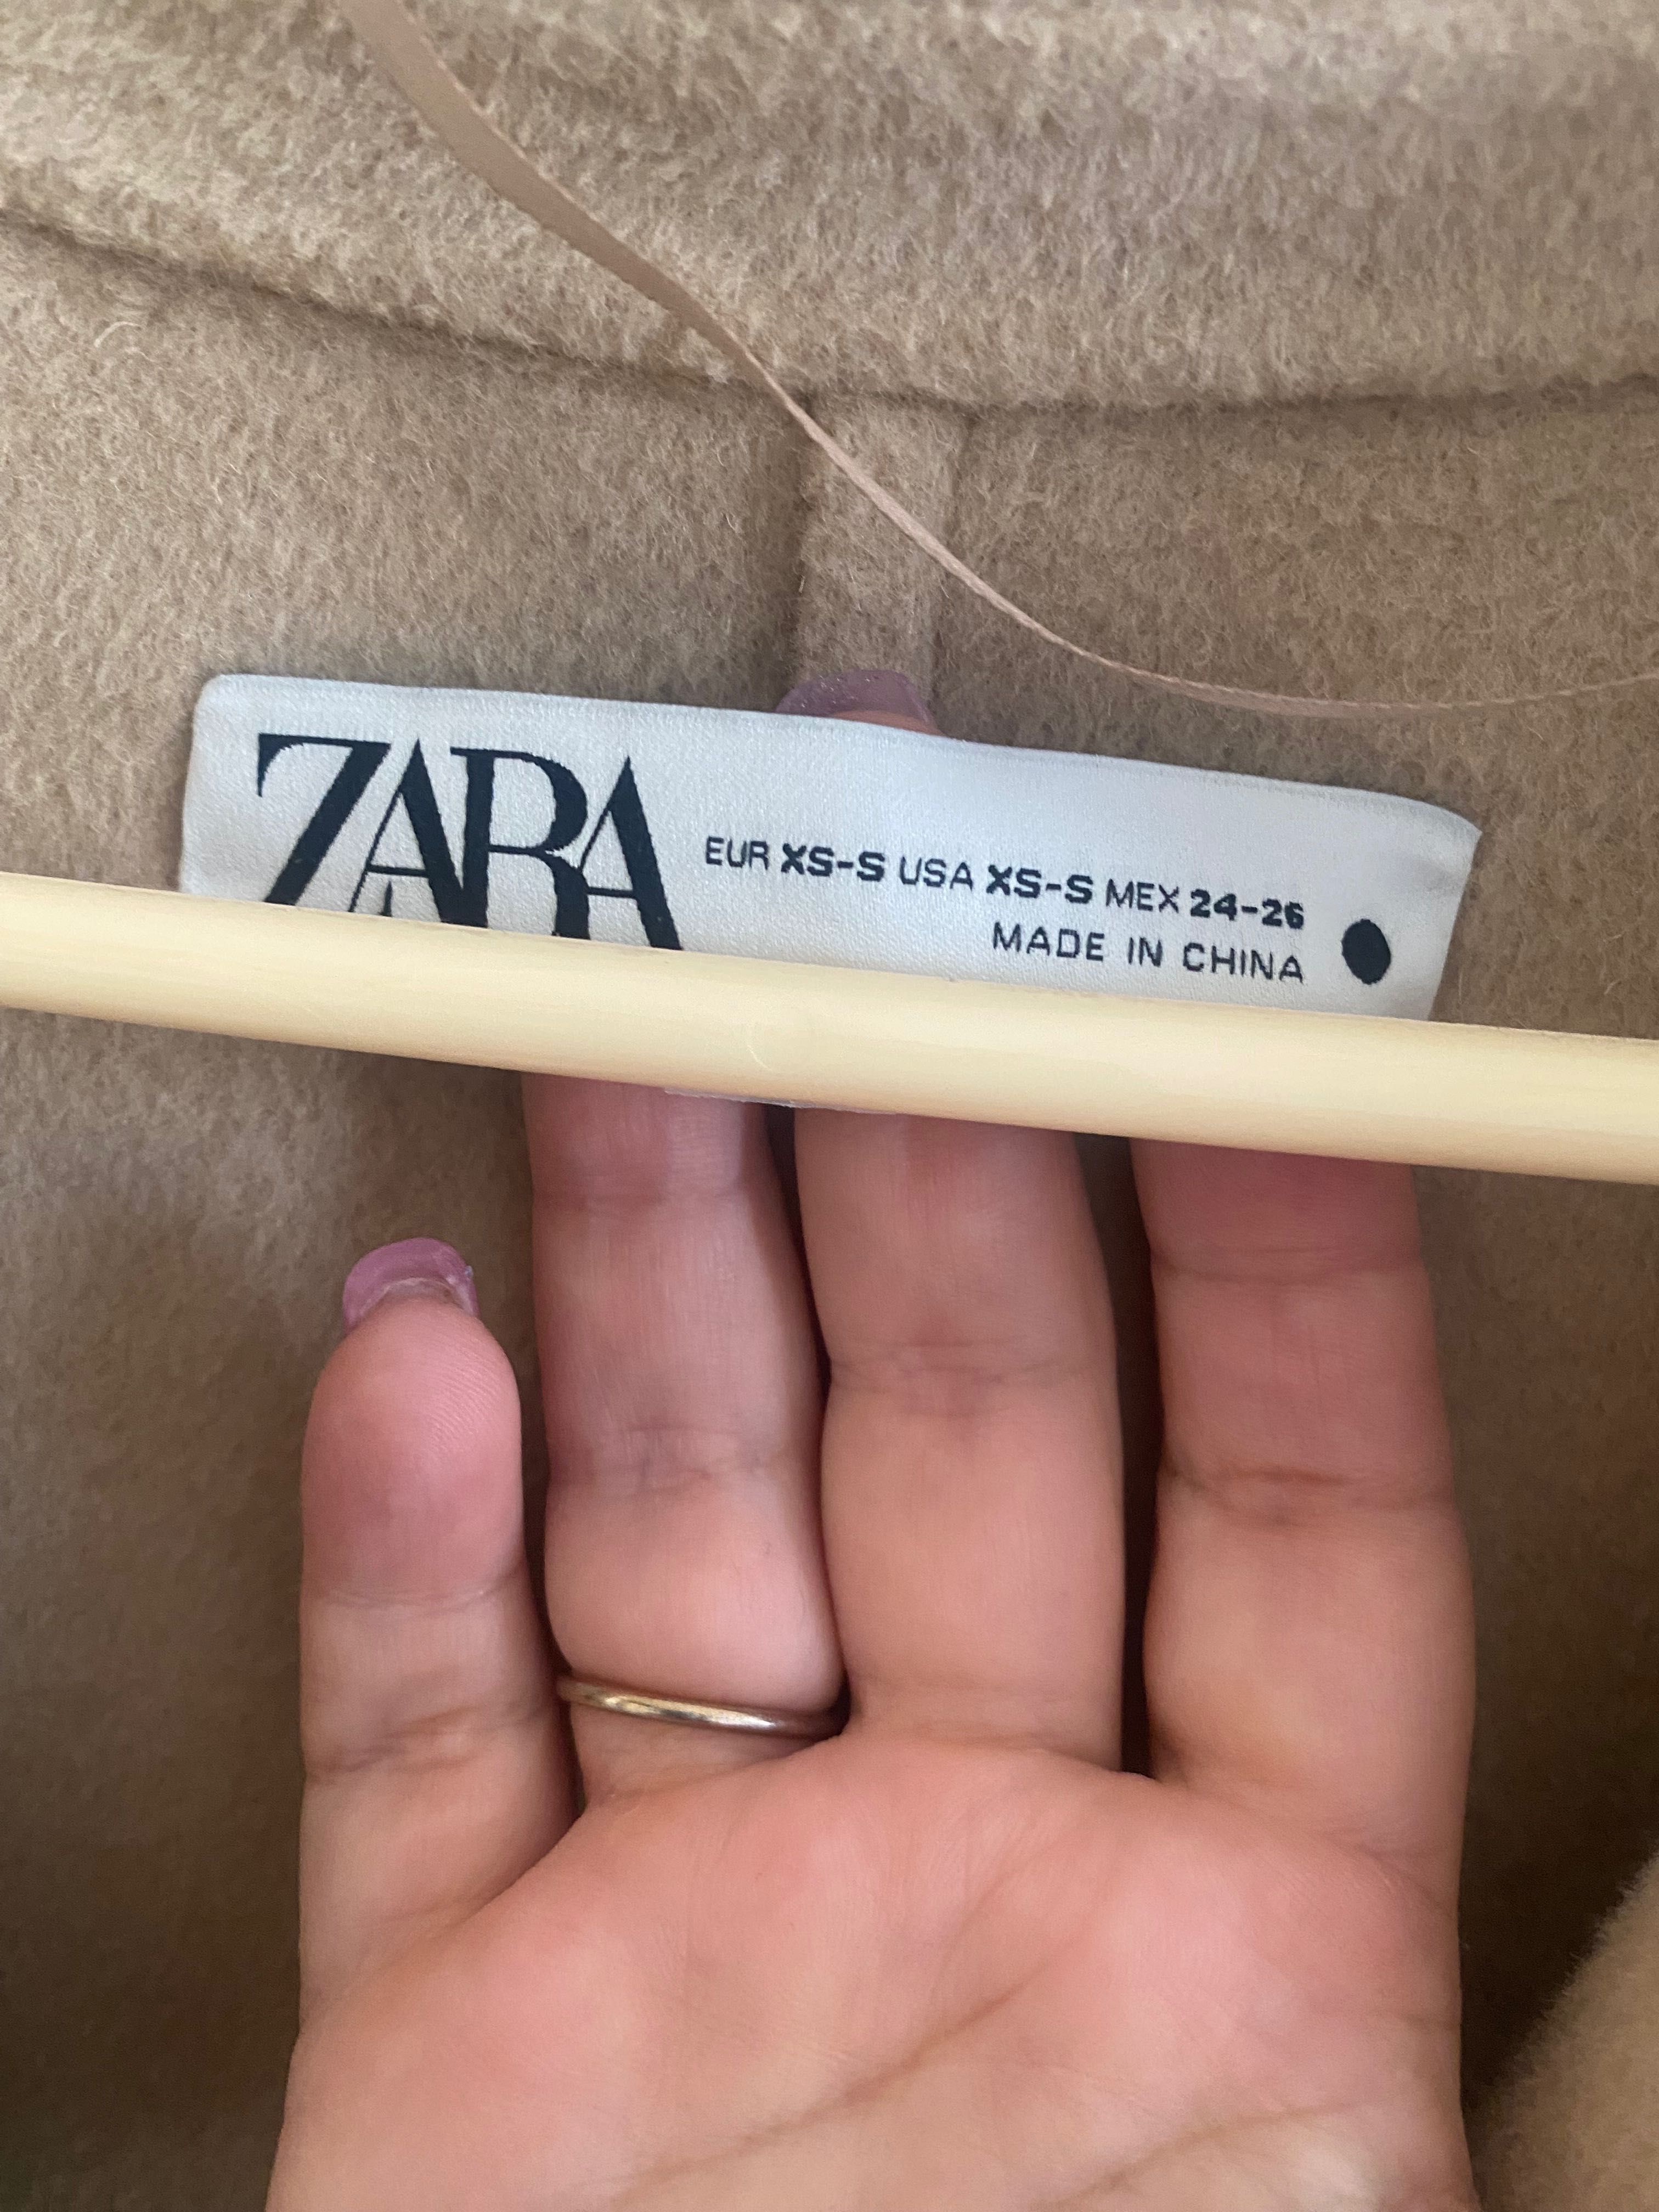 ZARA
EUR XS-S USA XS-S MEX 24-26
MADE IN CHINA